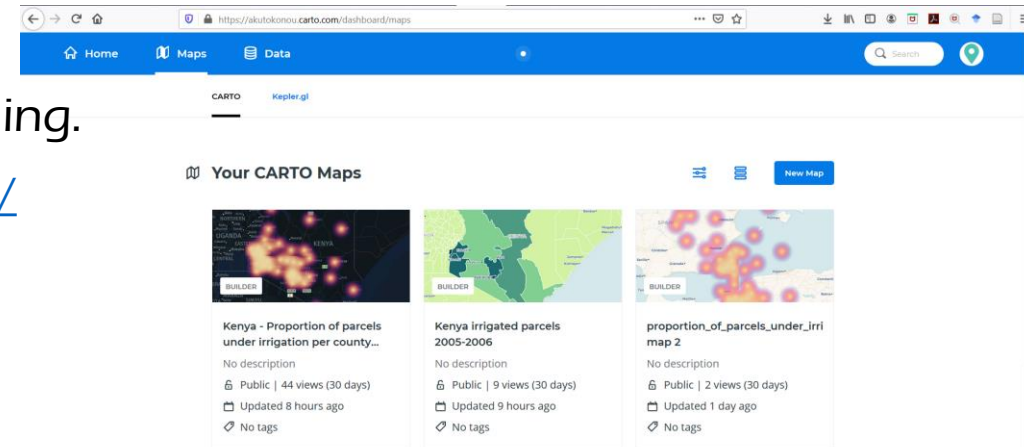 https://akutokonou.carto.com/dashboard/maps
Home Maps Data Search
CARTO Kepler.gl
ing.
/
Your CARTO Maps New Map
UGANDA KENYA
BUILDER BUILDER BUILDER
Kenya - Proportion of parcels under irrigation per county...
No description
Public | 44 views (30 days)
Updated 8 hours ago
No tags
Kenya irrigated parcels 2005-2006
No description
Public | 9 views (30 days)
Updated 9 hours ago
No tags
proportion_of_parcels_under_irri map 2
No description
Public | 2 views (30 days)
Updated 1 day ago
No tags